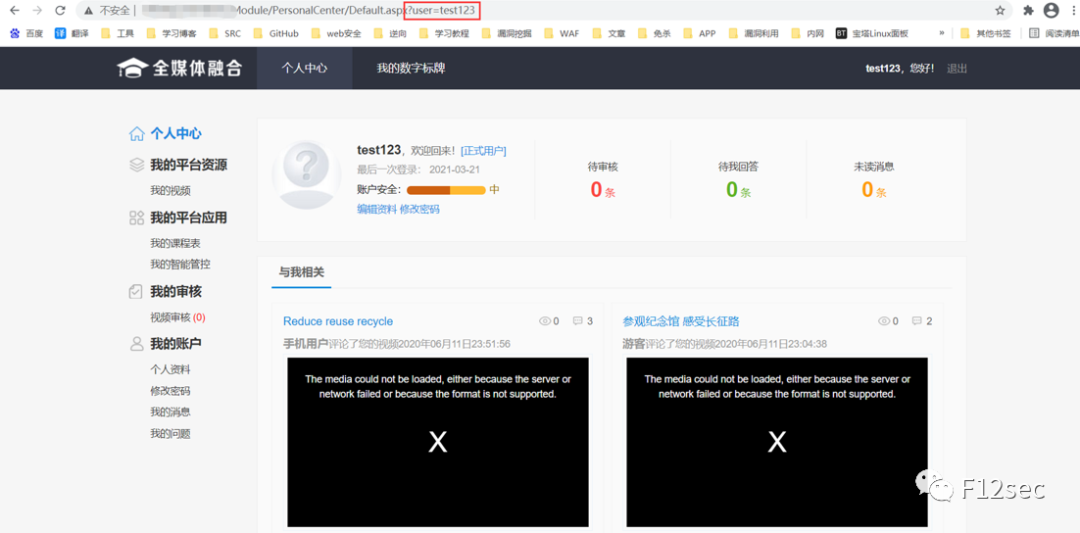 不安全 Module/PersonalCenter/Default.aspx?user=test123
百度 翻译 工具 学习博客 SRC GitHub web安全 逆向 学习教程 漏洞挖掘 WAF 文章 免杀 APP 漏洞利用 内网 BT 宝塔Linux面板 » 其他书签 阅读清单
全媒体融合 个人中心 我的数字标牌 test123，您好！ 退出
个人中心
我的平台资源
我的视频
我的平台应用
我的课程表
我的智能管控
我的审核
视频审核 (0)
我的账户
个人资料
修改密码
我的消息
我的问题
test123，欢迎回来！[正式用户]
最后一次登录： 2021-03-21
账户安全： 中
编辑资料 修改密码
待审核
0 条
待我回答
0 条
未读消息
0 条
与我相关
Reduce reuse recycle 0 3
手机用户评论了您的视频2020年06月11日23:51:56
The media could not be loaded, either because the server or
network failed or because the format is not supported.
X
参观纪念馆 感受长征路 0 2
游客评论了您的视频2020年06月11日23:04:38
The media could not be loaded, either because the server or
network failed or because the format is not supported.
X
F12sec